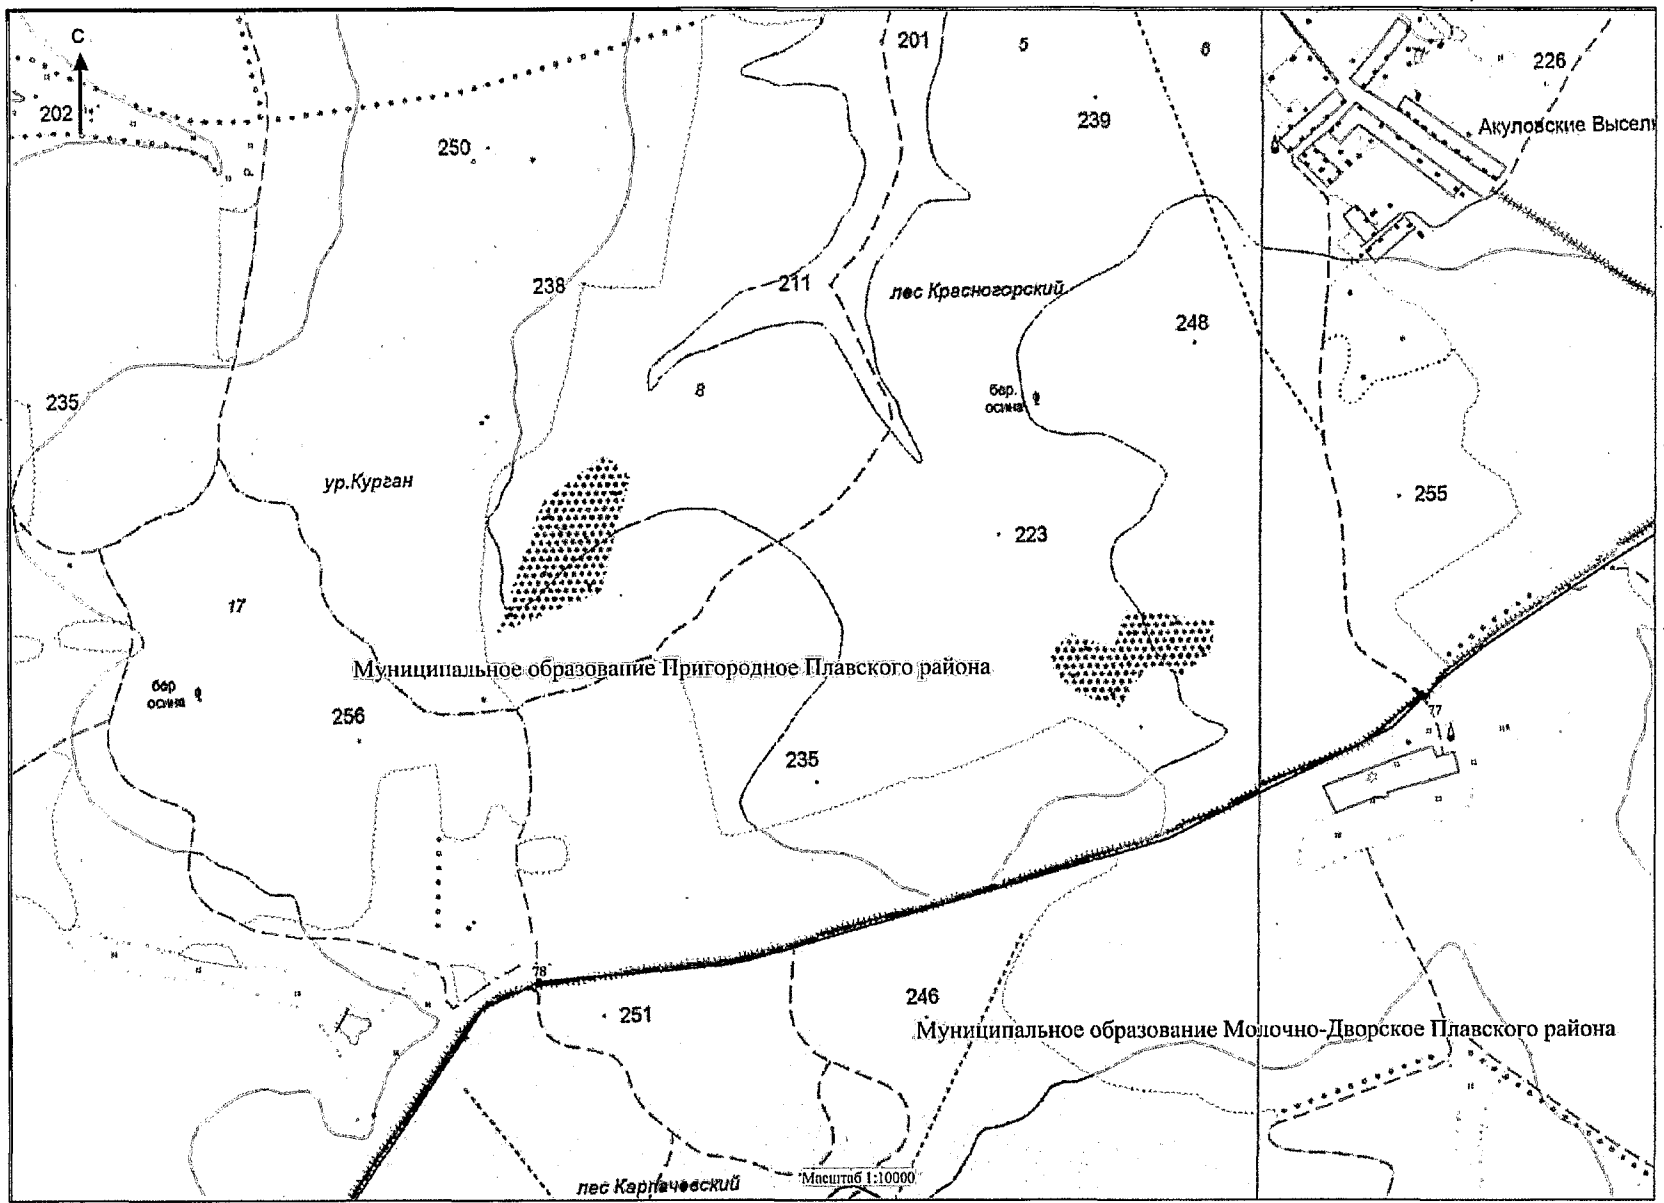 С
201
5
6
226
202
239
Акуловские Высел
250
238
211
лес Красногорский
248
8
бер.
осина
235
ур.Курган
255
223
17
Муниципальное образование Пригородное Плавского района
бер
осина
256
77
235
78
251
246
Муниципальное образование Молочно-Дворское Плавского района
Масштаб 1:10000
лес Карпачевский